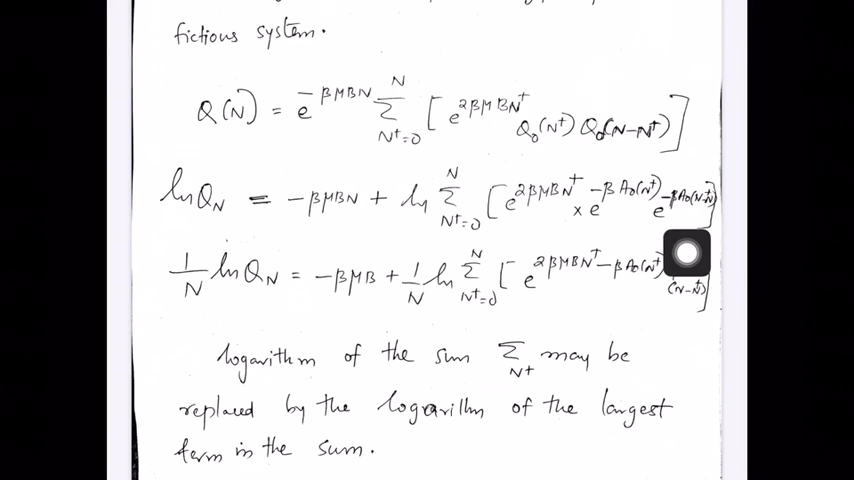 fictious system.
Q(N) = e^{-βμBN} Σ_{N⁺=0}^{N} [ e^{2βμBN⁺} Q₀(N⁺) Q₀(N-N⁺) ]
ln Q_N = -βμBN + ln Σ_{N⁺=0}^{N} [ e^{2βμBN⁺} × e^{-βA₀(N⁺)} e^{-βA₀(N-N⁺)} ]
1/N ln Q_N = -βμB + 1/N ln Σ_{N⁺=0}^{N} [ e^{2βμBN⁺-βA₀(N⁺) (N-N⁺)} ]
logarithm of the sum Σ_{N⁺} may be
replaced by the logarithm of the largest
term in the sum.